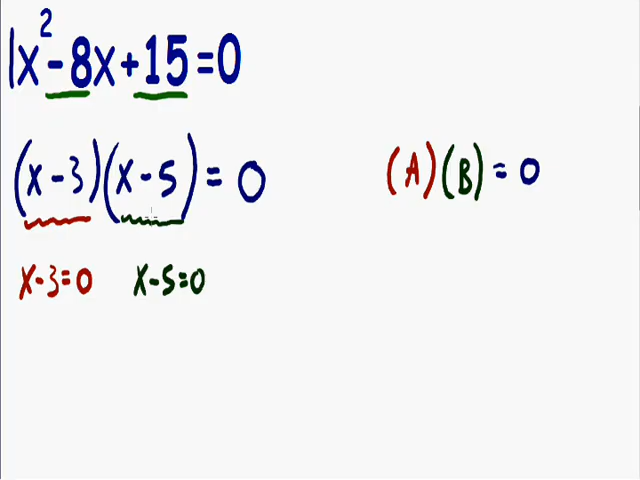 1x² - 8x + 15 = 0
(x - 3)(x - 5) = 0
(A)(B) = 0
x - 3 = 0 x - 5 = 0